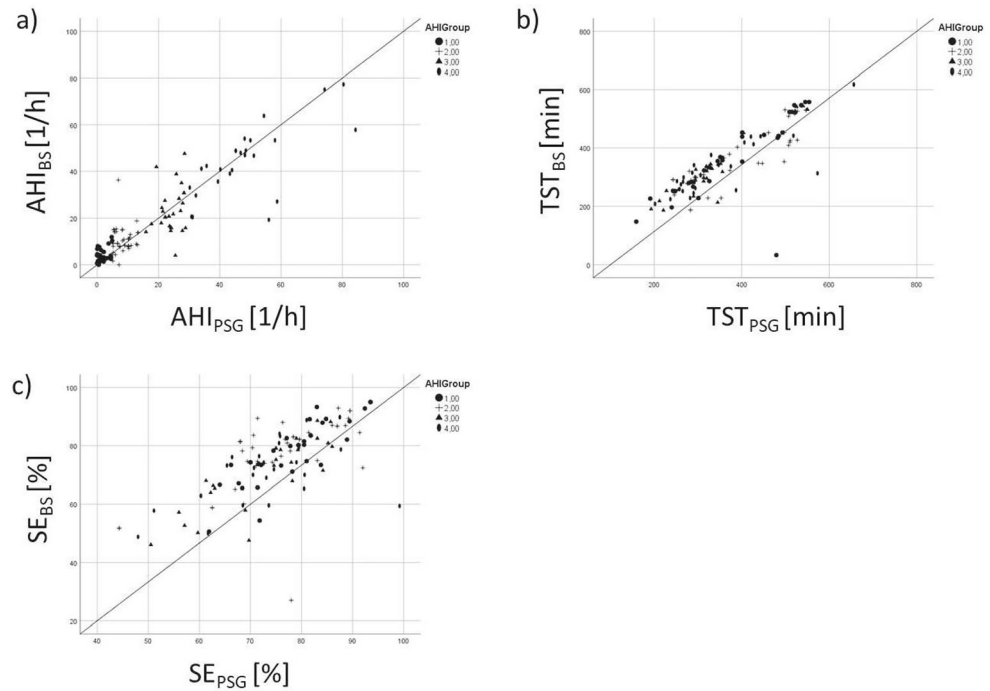 a)
AHIGroup
1,00
2,00
3,00
4,00
100
80
60
40
20
0
AHI_BS [1/h]
0 20 40 60 80 100
AHI_PSG [1/h]
b)
AHIGroup
1,00
2,00
3,00
4,00
800
600
400
200
0
TST_BS [min]
200 400 600 800
TST_PSG [min]
c)
AHIGroup
1,00
2,00
3,00
4,00
100
80
60
40
20
SE_BS [%]
40 50 60 70 80 90 100
SE_PSG [%]